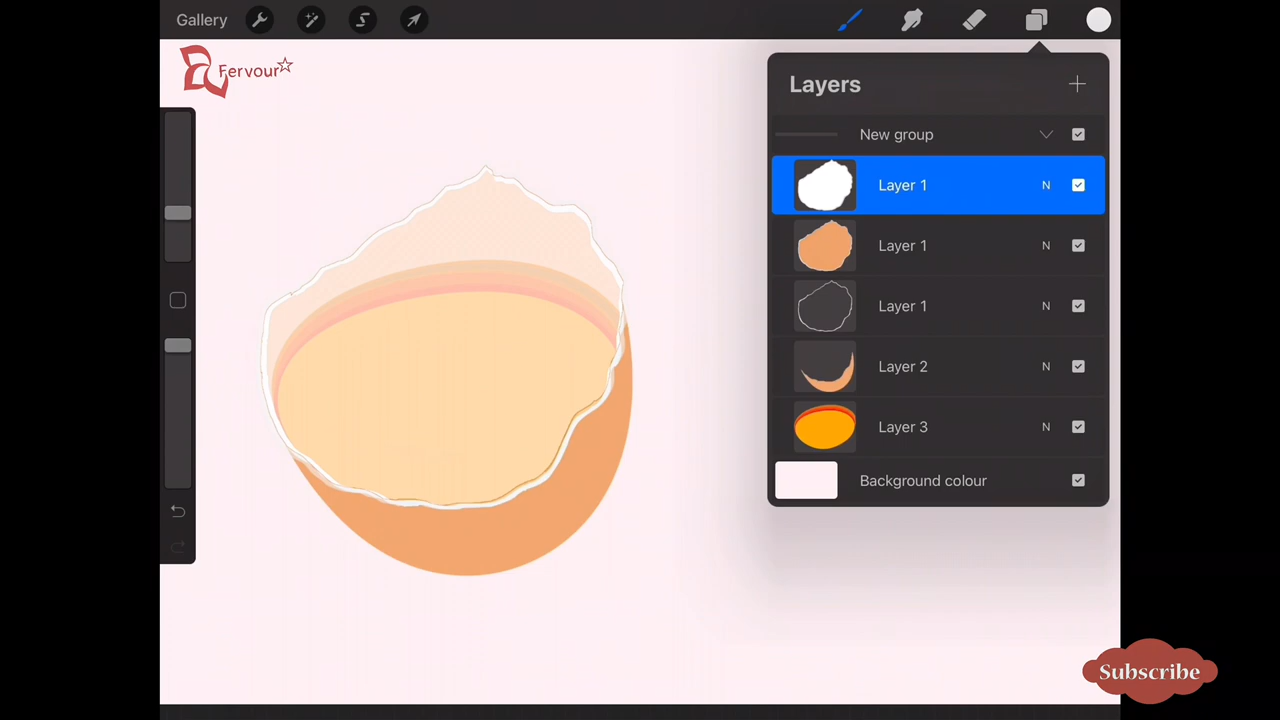 Gallery
Fervour
Layers
New group
Layer 1 N
Layer 1 N
Layer 1 N
Layer 2 N
Layer 3 N
Background colour
Subscribe